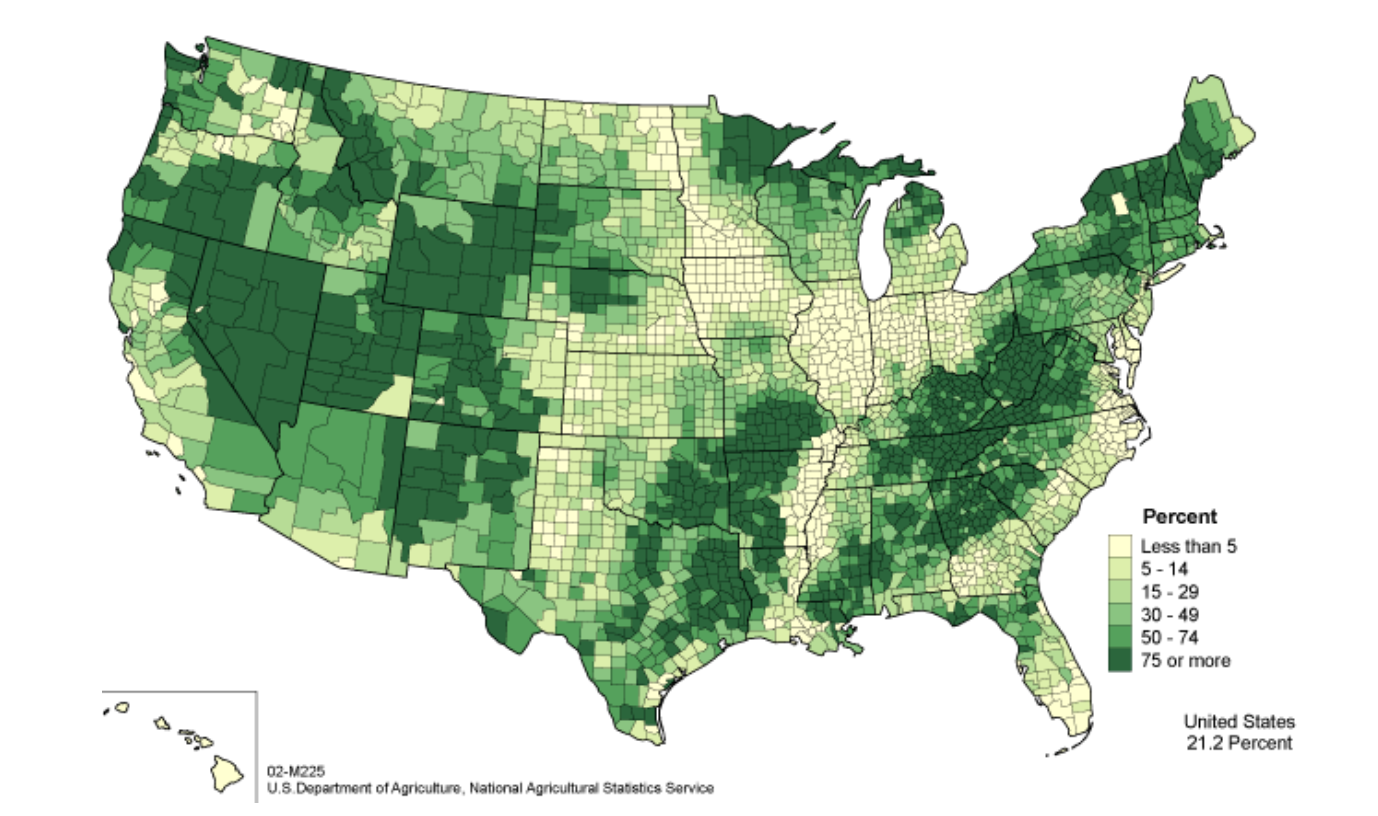 Percent
Less than 5
5 - 14
15 - 29
30 - 49
50 - 74
75 or more
United States
21.2 Percent
02-M225
U.S.Department of Agriculture, National Agricultural Statistics Service